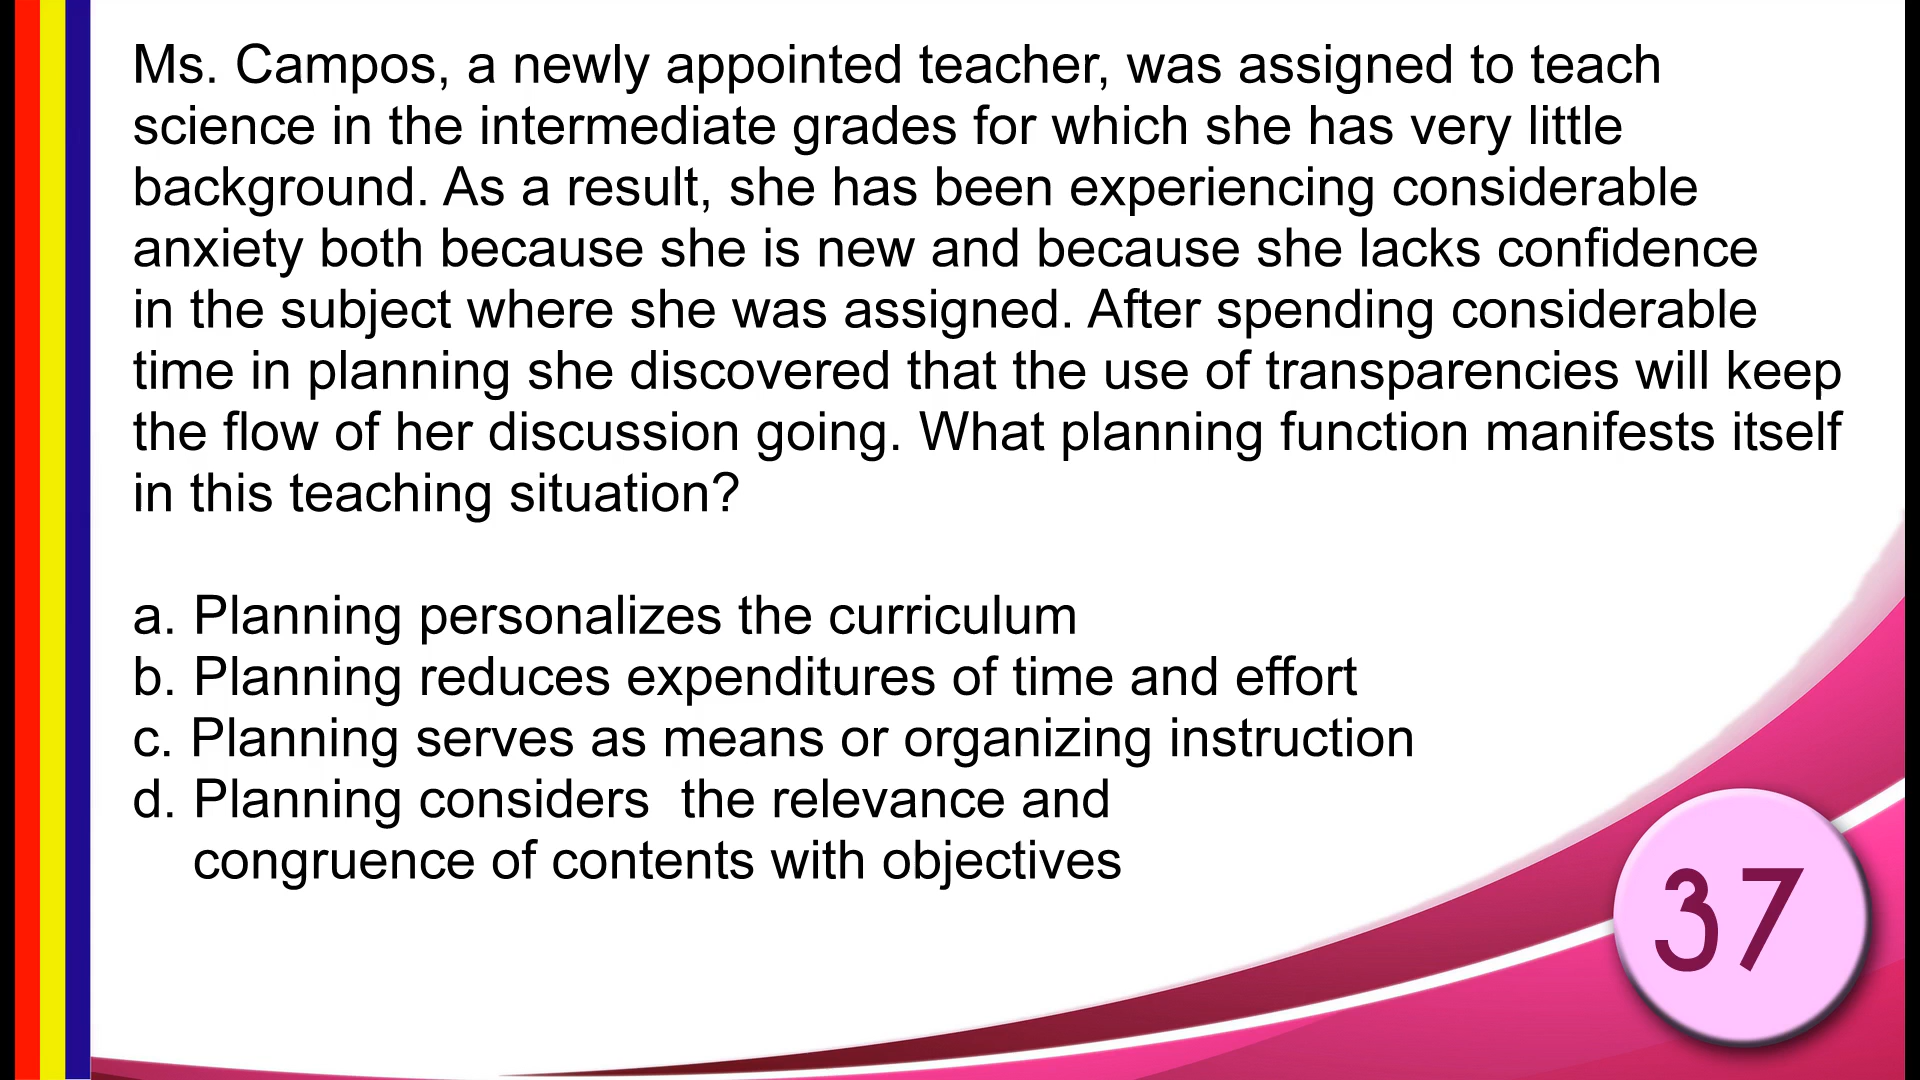 Ms. Campos, a newly appointed teacher, was assigned to teach
science in the intermediate grades for which she has very little
background. As a result, she has been experiencing considerable
anxiety both because she is new and because she lacks confidence
in the subject where she was assigned. After spending considerable
time in planning she discovered that the use of transparencies will keep
the flow of her discussion going. What planning function manifests itself
in this teaching situation?
a. Planning personalizes the curriculum
b. Planning reduces expenditures of time and effort
c. Planning serves as means or organizing instruction
d. Planning considers  the relevance and
congruence of contents with objectives
37